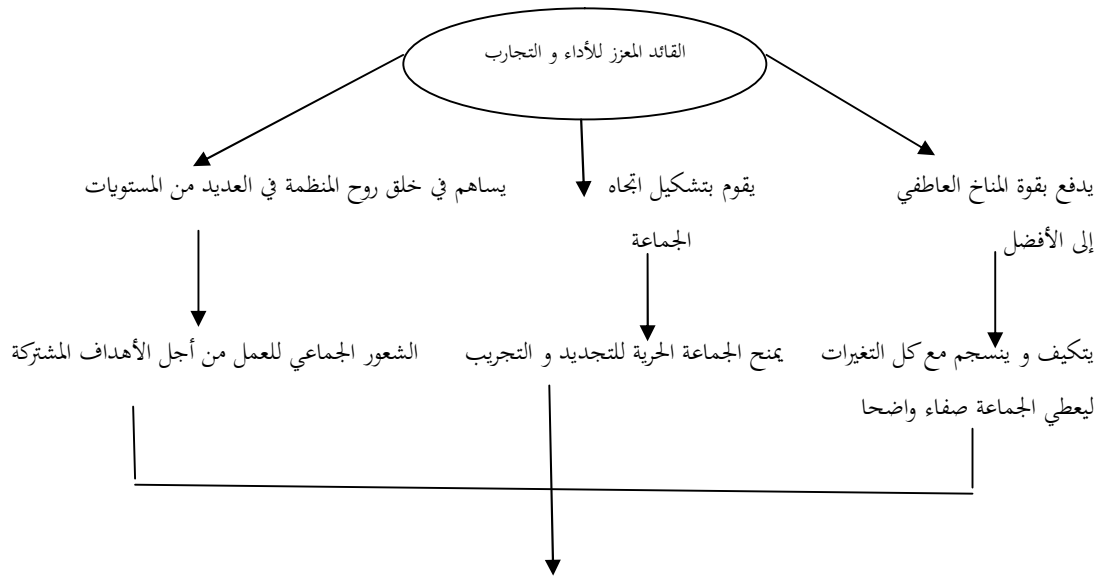 القائد المعزز للأداء و التجارب
يدفع بقوة المناخ العاطفي
إلى الأفضل
يقوم بتشكيل اتجاه
الجماعة
يساهم في خلق روح المنظمة في العديد من المستويات
يتكيف و ينسجم مع كل التغيرات
ليعطي الجماعة صفاء واضحا
يمنح الجماعة الحرية للتجديد و التجريب
الشعور الجماعي للعمل من أجل الأهداف المشتركة